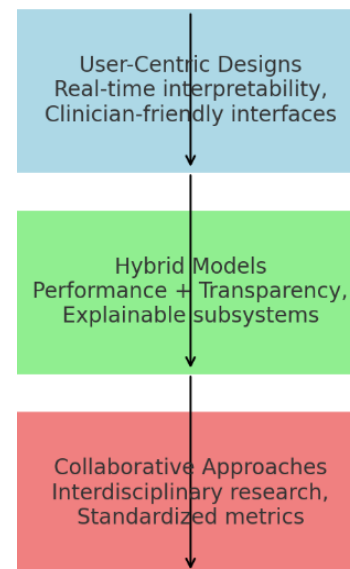 User-Centric Designs
Real-time interpretability,
Clinician-friendly interfaces
Hybrid Models
Performance + Transparency,
Explainable subsystems
Collaborative Approaches
Interdisciplinary research,
Standardized metrics